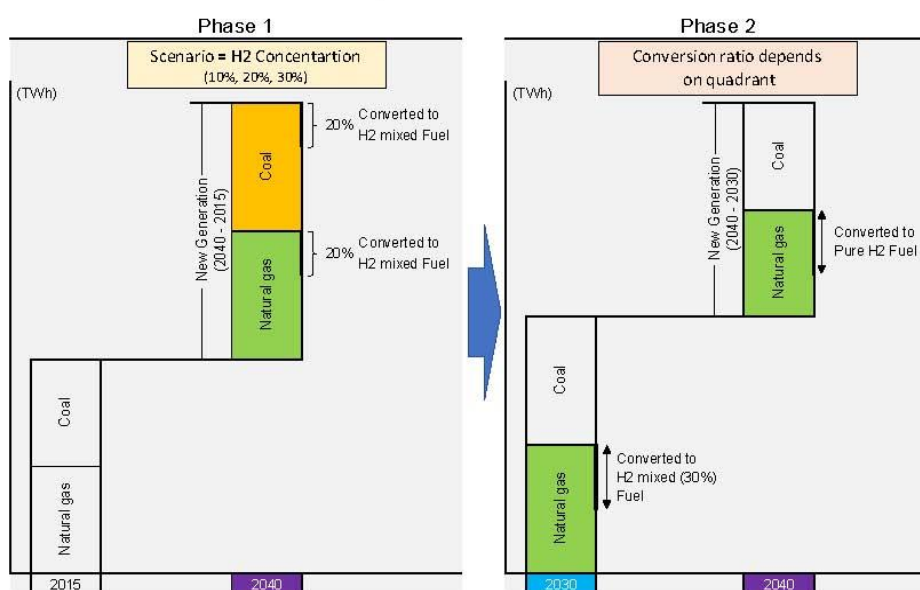 Phase 1
Scenario = H2 Concentartion
(10%, 20%, 30%)
(TWh)
New Generation
(2040 - 2015)
Coal
20%
Converted to
H2 mixed Fuel
Natural gas
20%
Converted to
H2 mixed Fuel
Coal
Natural gas
2015
2040
Phase 2
Conversion ratio depends
on quadrant
(TWh)
New Generation
(2040 - 2030)
Coal
Natural gas
Converted to
Pure H2 Fuel
Coal
Natural gas
Converted to
H2 mixed (30%)
Fuel
2030
2040